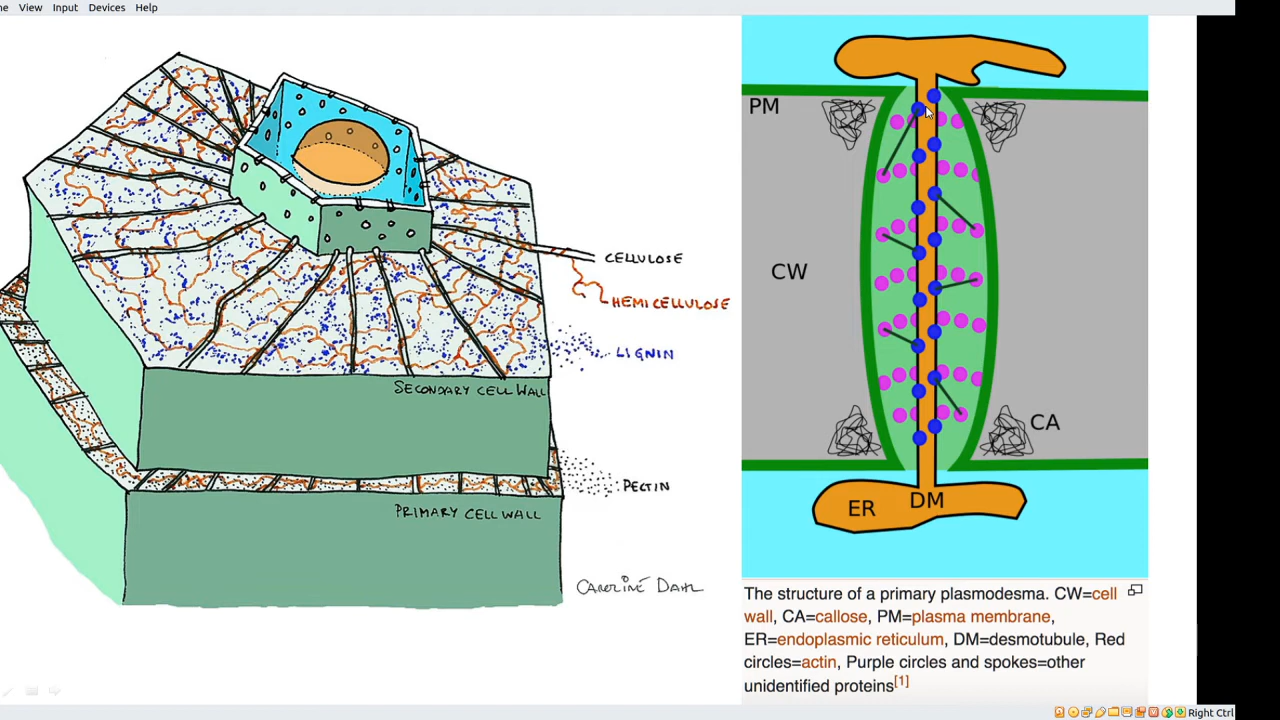 ne View Input Devices Help
CELLULOSE
HEMICELLULOSE
LIGNIN
SECONDARY CELL WALL
PECTIN
PRIMARY CELL WALL
CAROLINE DAHL
PM
CW
CA
ER
DM
The structure of a primary plasmodesma. CW=cell
wall, CA=callose, PM=plasma membrane,
ER=endoplasmic reticulum, DM=desmotubule, Red
circles=actin, Purple circles and spokes=other
unidentified proteins[1]
Right Ctrl